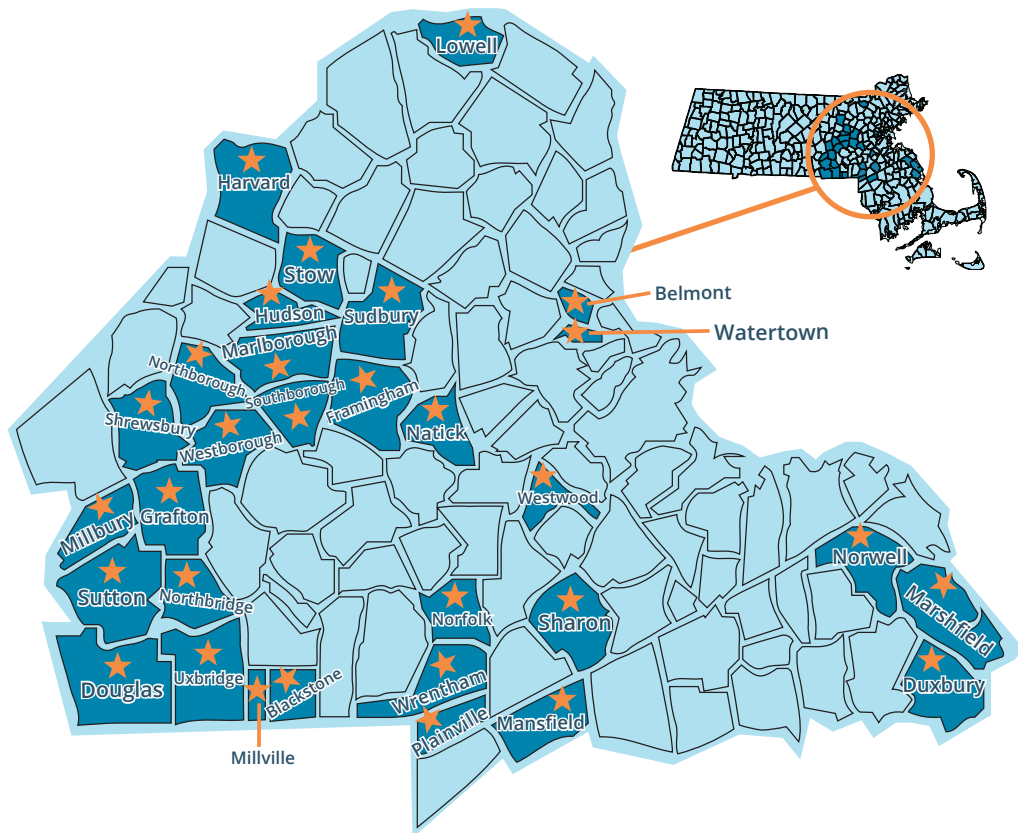 Lowell
Harvard
Stow
Hudson
Sudbury
Belmont
Watertown
Marlborough
Northborough
Southborough
Framingham
Shrewsbury
Westborough
Natick
Westwood
Millbury
Grafton
Norwell
Sutton
Northbridge
Norfolk
Sharon
Marshfield
Douglas
Uxbridge
Blackstone
Wrentham
Duxbury
Plainville
Mansfield
Millville